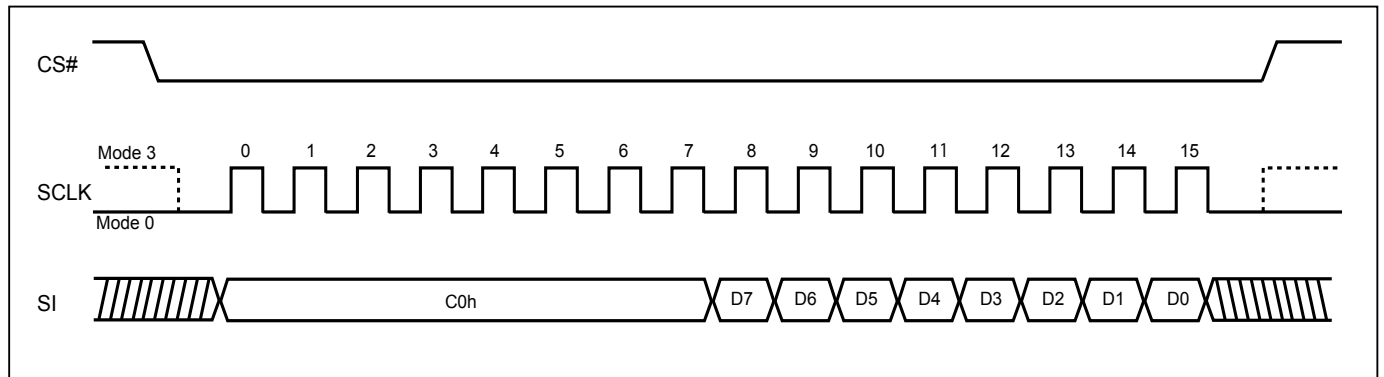 CS#
Mode 3 0 1 2 3 4 5 6 7 8 9 10 11 12 13 14 15
SCLK
Mode 0
SI C0h D7 D6 D5 D4 D3 D2 D1 D0